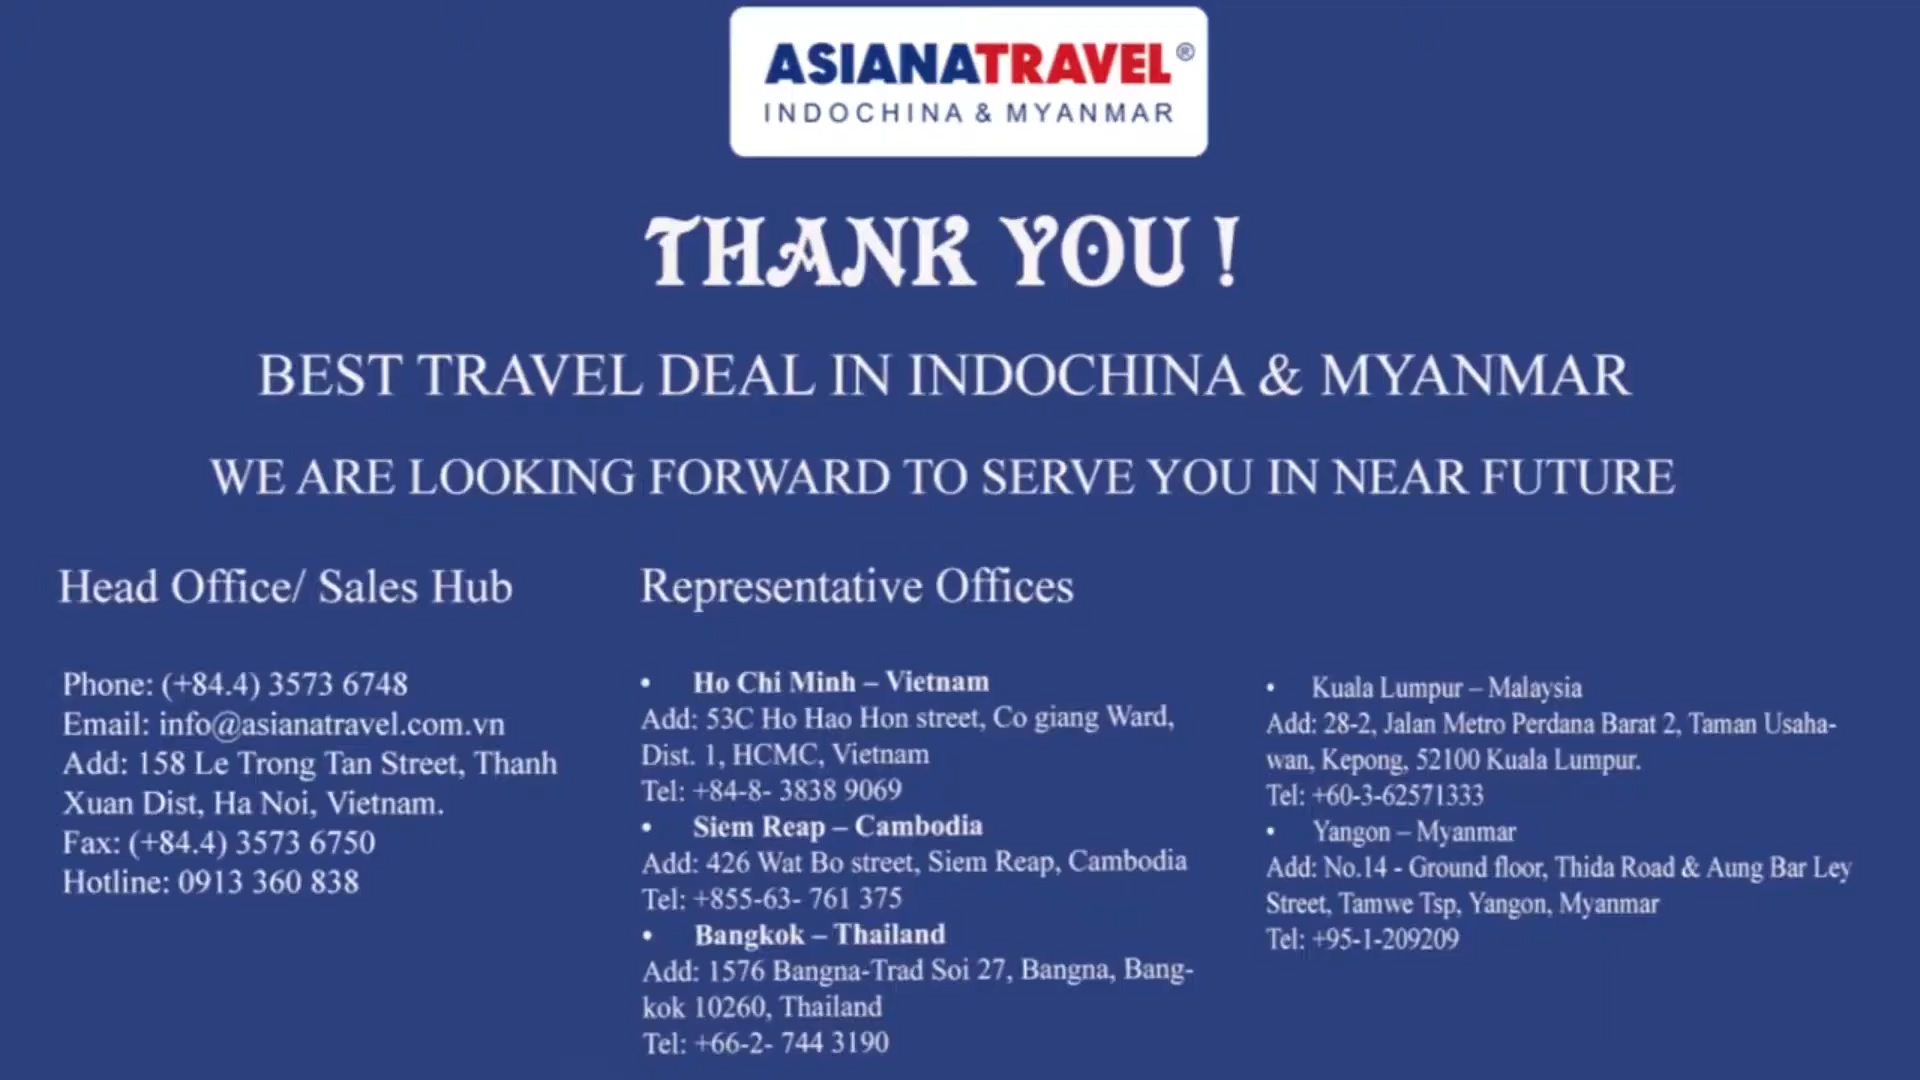 ASIANATRAVEL®
INDOCHINA & MYANMAR
THANK YOU !
BEST TRAVEL DEAL IN INDOCHINA & MYANMAR
WE ARE LOOKING FORWARD TO SERVE YOU IN NEAR FUTURE
Head Office/ Sales Hub
Phone: (+84.4) 3573 6748
Email: info@asianatravel.com.vn
Add: 158 Le Trong Tan Street, Thanh
Xuan Dist, Ha Noi, Vietnam.
Fax: (+84.4) 3573 6750
Hotline: 0913 360 838
Representative Offices
• Ho Chi Minh – Vietnam
Add: 53C Ho Hao Hon street, Co giang Ward,
Dist. 1, HCMC, Vietnam
Tel: +84-8- 3838 9069
• Siem Reap – Cambodia
Add: 426 Wat Bo street, Siem Reap, Cambodia
Tel: +855-63- 761 375
• Bangkok – Thailand
Add: 1576 Bangna-Trad Soi 27, Bangna, Bang-
kok 10260, Thailand
Tel: +66-2- 744 3190
• Kuala Lumpur – Malaysia
Add: 28-2, Jalan Metro Perdana Barat 2, Taman Usaha-
wan, Kepong, 52100 Kuala Lumpur.
Tel: +60-3-62571333
• Yangon – Myanmar
Add: No.14 - Ground floor, Thida Road & Aung Bar Ley
Street, Tamwe Tsp, Yangon, Myanmar
Tel: +95-1-209209